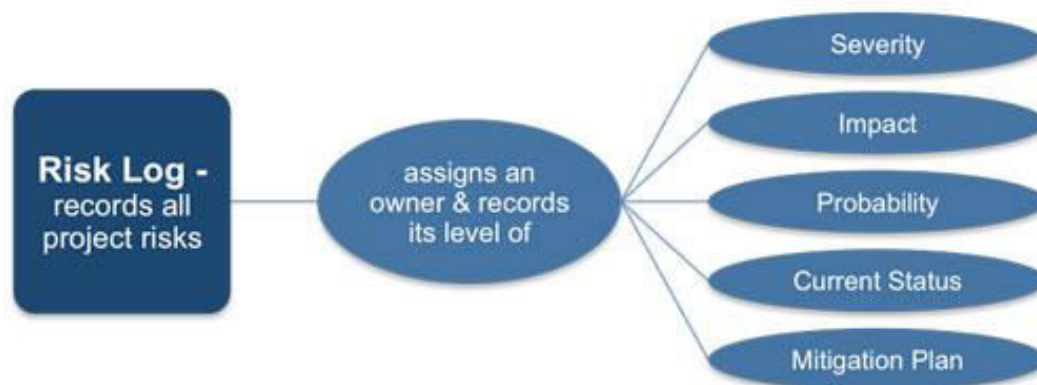 Risk Log -
records all
project risks
assigns an
owner & records
its level of
Severity
Impact
Probability
Current Status
Mitigation Plan